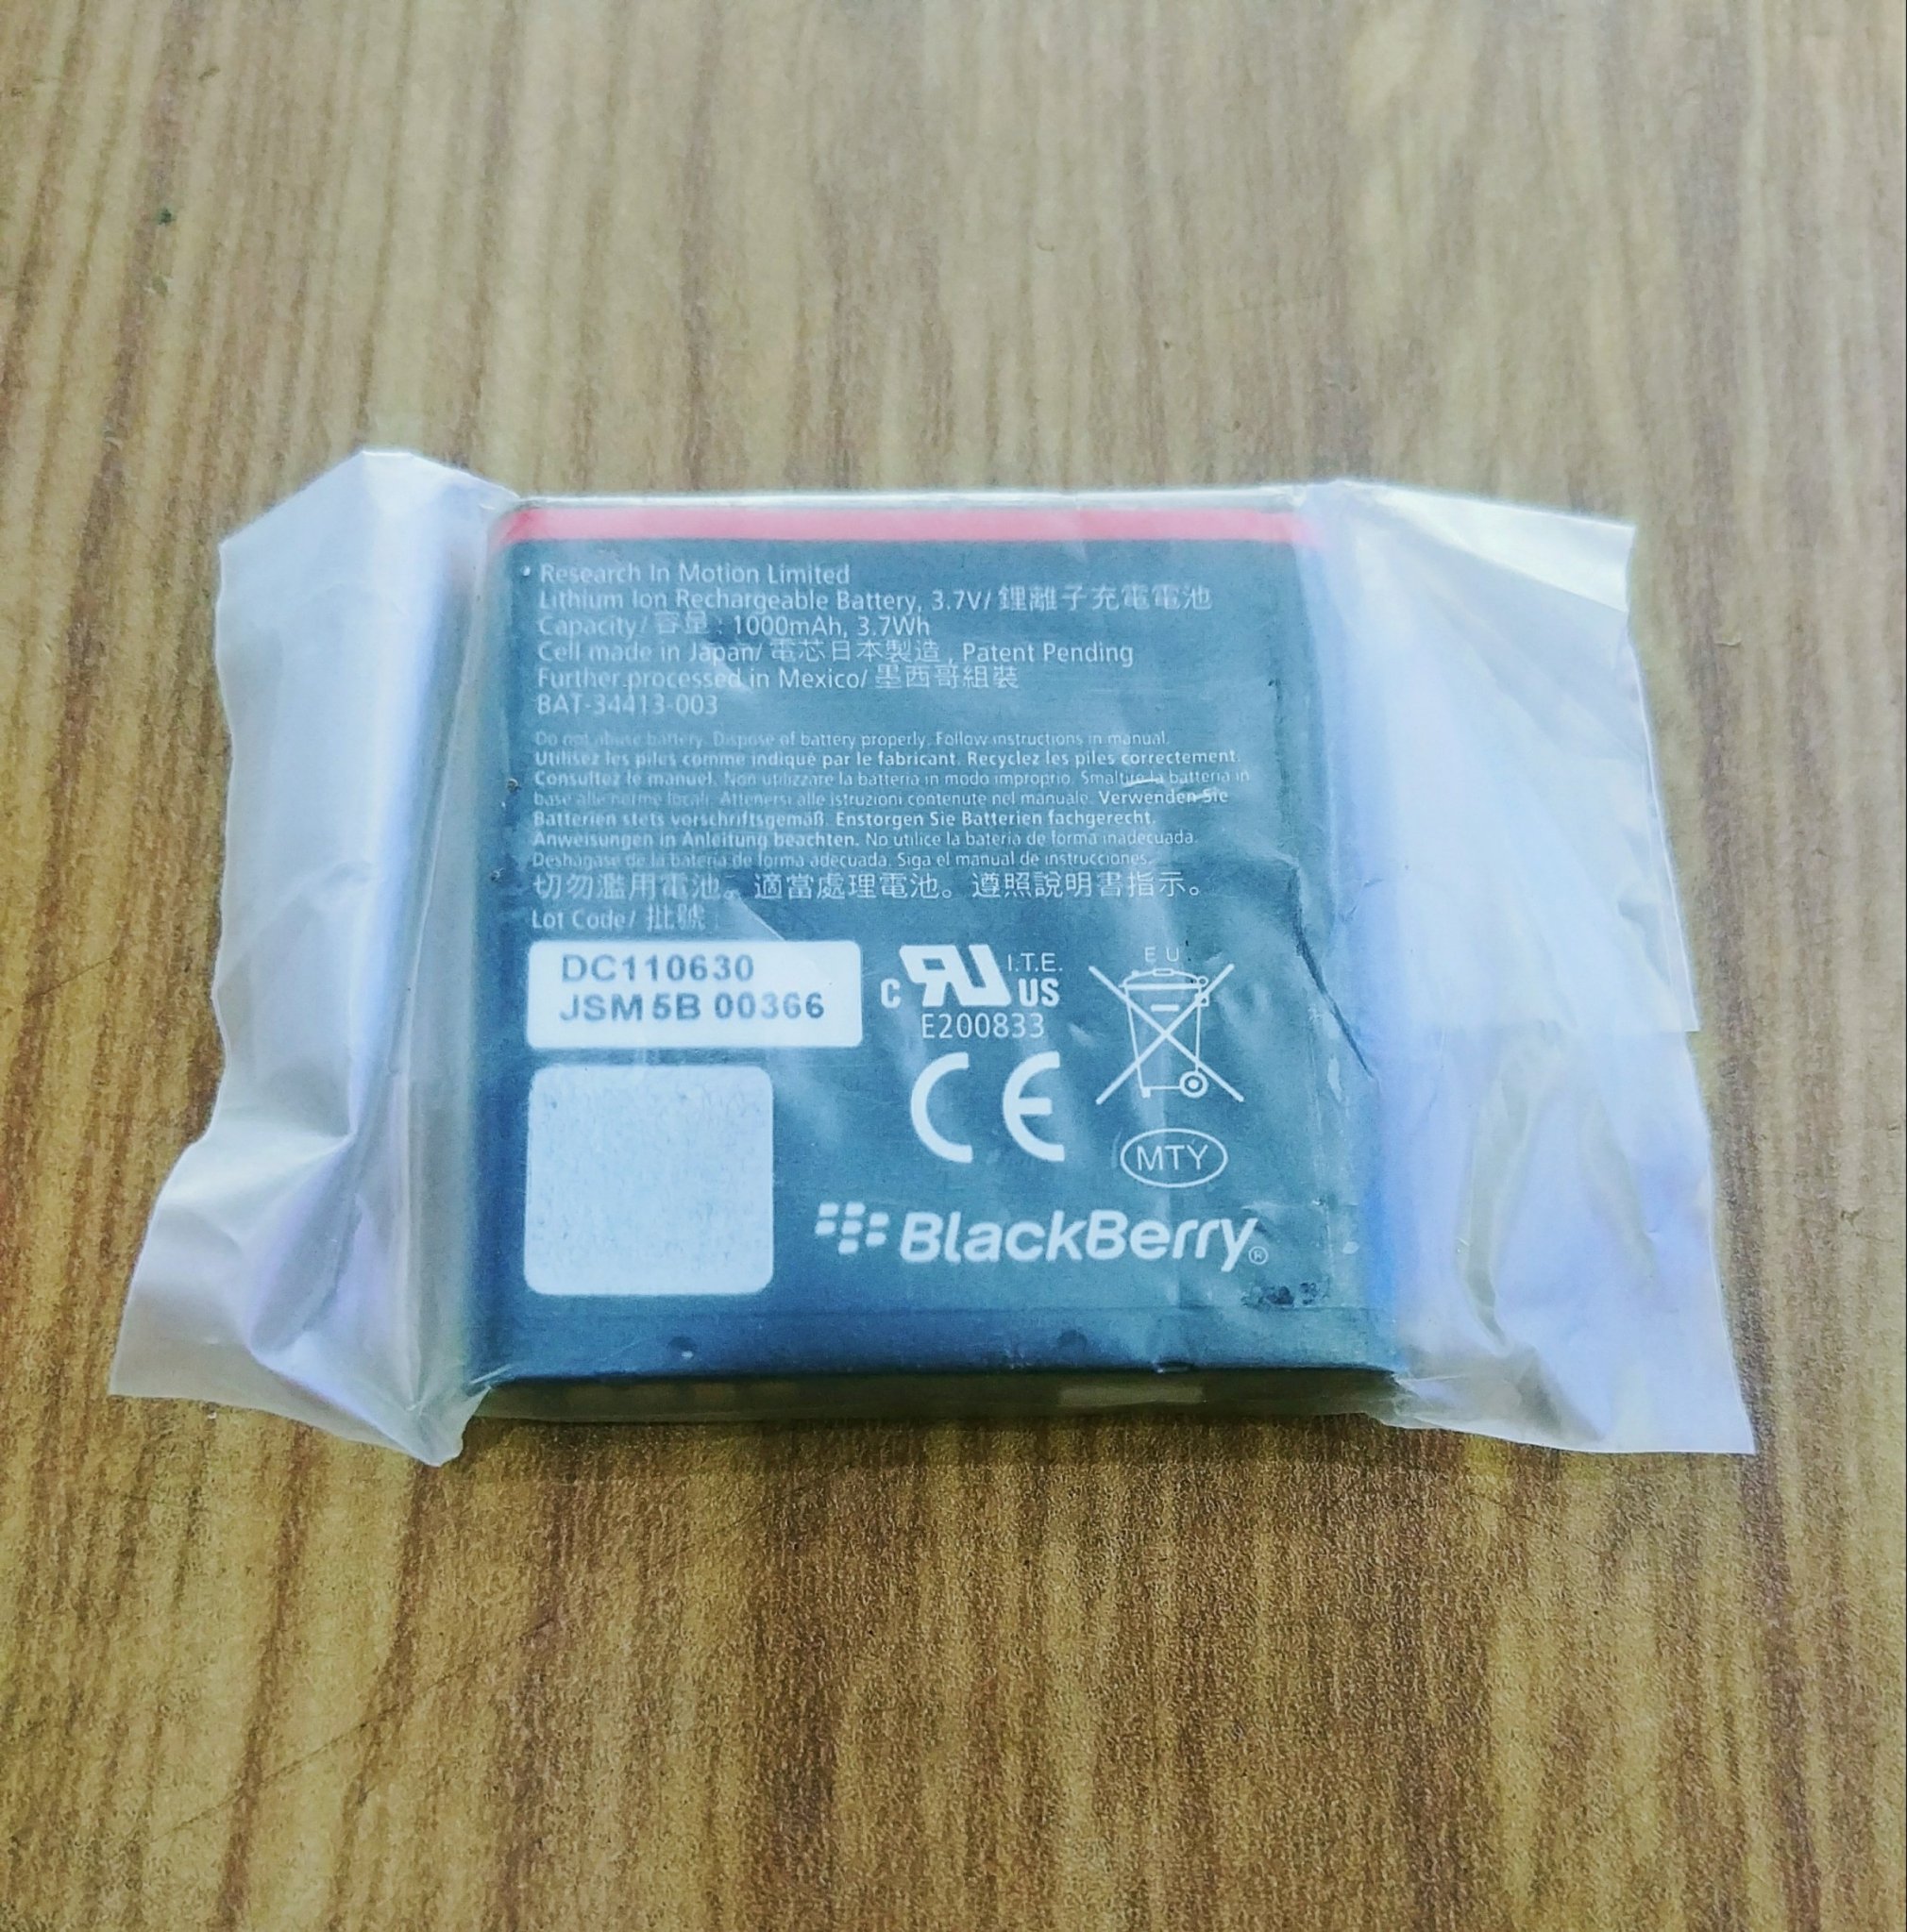 Research In Motion Limited
Lithium Ion Rechargeable Battery, 3.7V/ 鋰離子充電電池
Capacity/ 容量 : 1000mAh, 3.7Wh
Cell made in Japan/ 電芯日本製造 , Patent Pending
Further processed in Mexico/ 墨西哥組裝
BAT-34413-003
Do not abuse battery. Dispose of battery properly. Follow instructions in manual.
Utilisez les piles comme indiqué par le fabricant. Recyclez les piles correctement.
Consultez le manuel. Non utilizzare la batteria in modo improprio. Smaltire la batteria in
base alle norme locali. Attenersi alle istruzioni contenute nel manuale. Verwenden Sie
Batterien stets vorschriftsgemäß. Enstorgen Sie Batterien fachgerecht.
Anweisungen in Anleitung beachten. No utilice la bateria de forma inadecuada.
Deshagase de la bateria de forma adecuada. Siga el manual de instrucciones.
切勿濫用電池。適當處理電池。遵照說明書指示。
Lot Code/ 批號 :
DC110630
JSM 5B 00366
C RU US I.T.E.
E200833
EU
CE
MTY
BlackBerry®